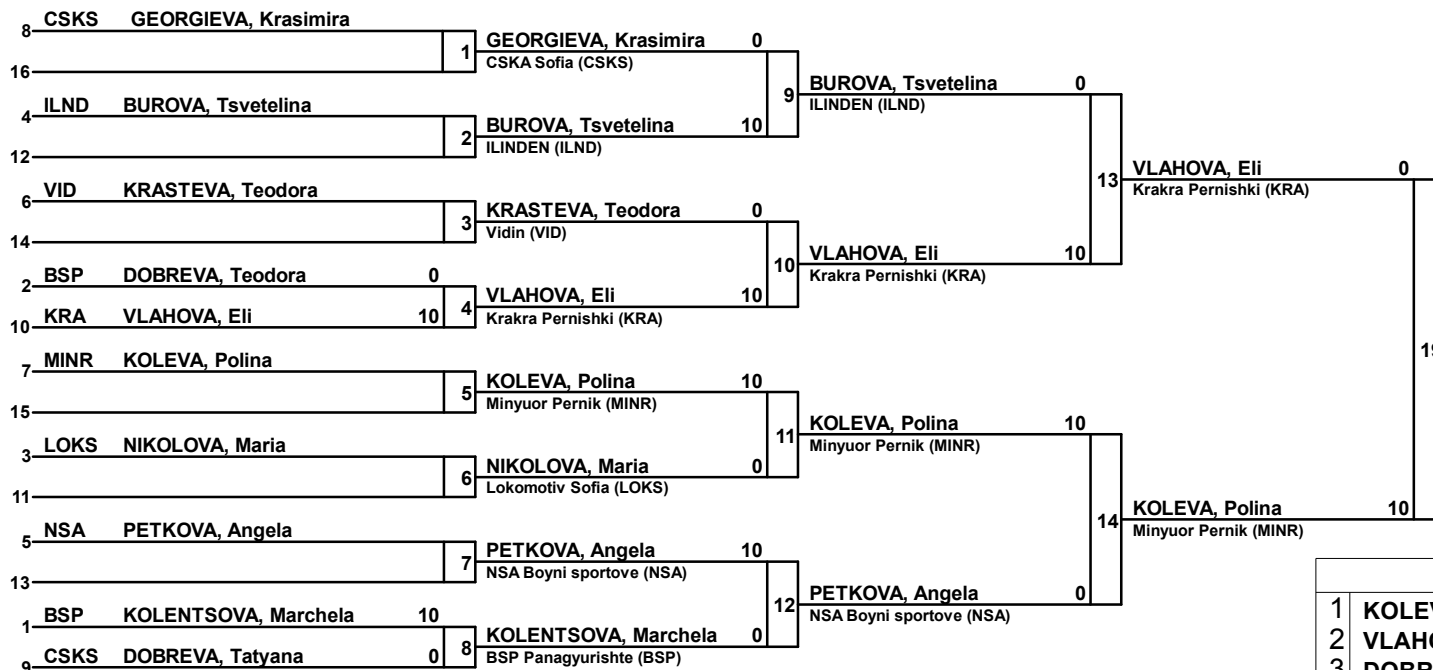 8 CSKS GEORGIEVA, Krasimira
16
1
GEORGIEVA, Krasimira 0
CSKA Sofia (CSKS)
4 ILND BUROVA, Tsvetelina
12
2
BUROVA, Tsvetelina 10
ILINDEN (ILND)
9
BUROVA, Tsvetelina 0
ILINDEN (ILND)
6 VID KRASTEVA, Teodora
14
3
KRASTEVA, Teodora 0
Vidin (VID)
2 BSP DOBREVA, Teodora 0
10 KRA VLAHOVA, Eli 10
4
VLAHOVA, Eli 10
Krakra Pernishki (KRA)
10
VLAHOVA, Eli 10
Krakra Pernishki (KRA)
13
VLAHOVA, Eli 0
Krakra Pernishki (KRA)
7 MINR KOLEVA, Polina
15
5
KOLEVA, Polina 10
Minyuor Pernik (MINR)
3 LOKS NIKOLOVA, Maria
11
6
NIKOLOVA, Maria 0
Lokomotiv Sofia (LOKS)
11
KOLEVA, Polina 10
Minyuor Pernik (MINR)
5 NSA PETKOVA, Angela
13
7
PETKOVA, Angela 10
NSA Boyni sportove (NSA)
1 BSP KOLENTSOVA, Marchela 10
9 CSKS DOBREVA, Tatyana 0
8
KOLENTSOVA, Marchela 0
BSP Panagyurishte (BSP)
12
PETKOVA, Angela 0
NSA Boyni sportove (NSA)
14
KOLEVA, Polina 10
Minyuor Pernik (MINR)
1
2
3